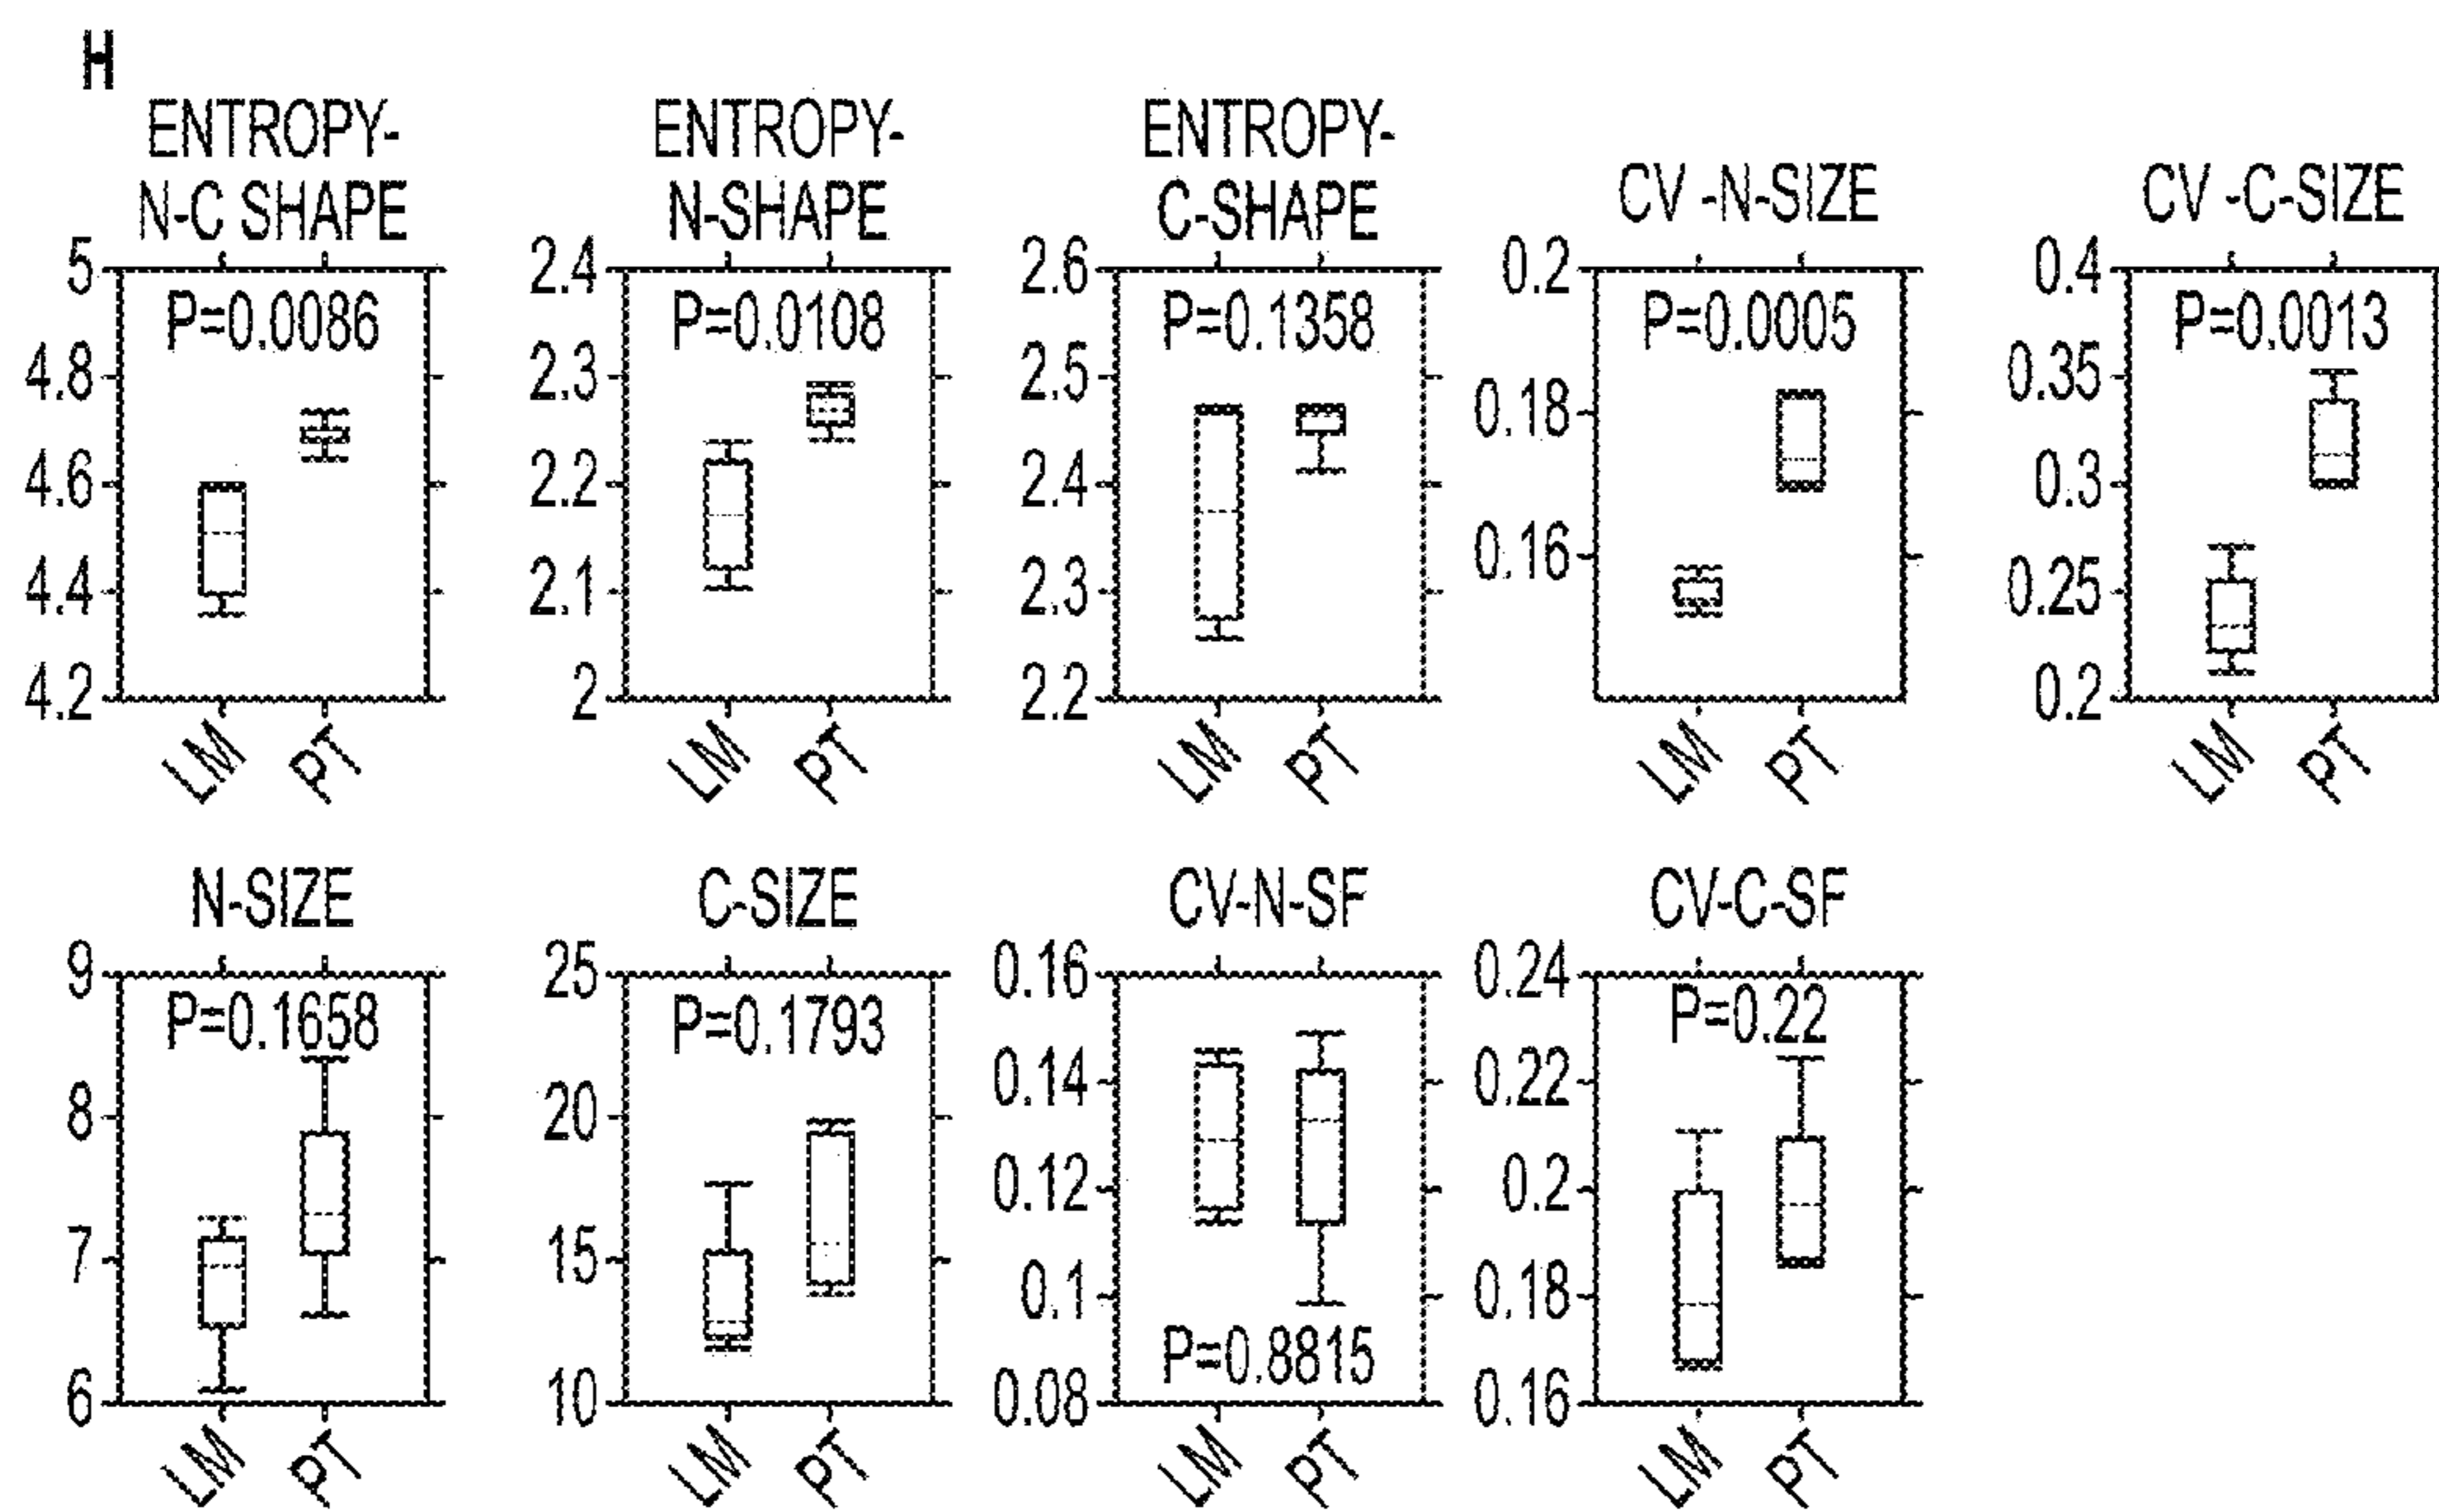 H
ENTROPY-
N-C SHAPE
5
4.8
4.6
4.4
4.2
P=0.0086
LM
PT
ENTROPY-
N-SHAPE
2.4
2.3
2.2
2.1
2
P=0.0108
LM
PT
ENTROPY-
C-SHAPE
2.6
2.5
2.4
2.3
2.2
P=0.1358
LM
PT
CV -N-SIZE
0.2
0.18
0.16
P=0.0005
LM
PT
CV -C-SIZE
0.4
0.35
0.3
0.25
0.2
P=0.0013
LM
PT
N-SIZE
9
8
7
6
P=0.1658
LM
PT
C-SIZE
25
20
15
10
P=0.1793
LM
PT
CV-N-SF
0.16
0.14
0.12
0.1
0.08
P=0.8815
LM
PT
CV-C-SF
0.24
0.22
0.2
0.18
0.16
P=0.22
LM
PT